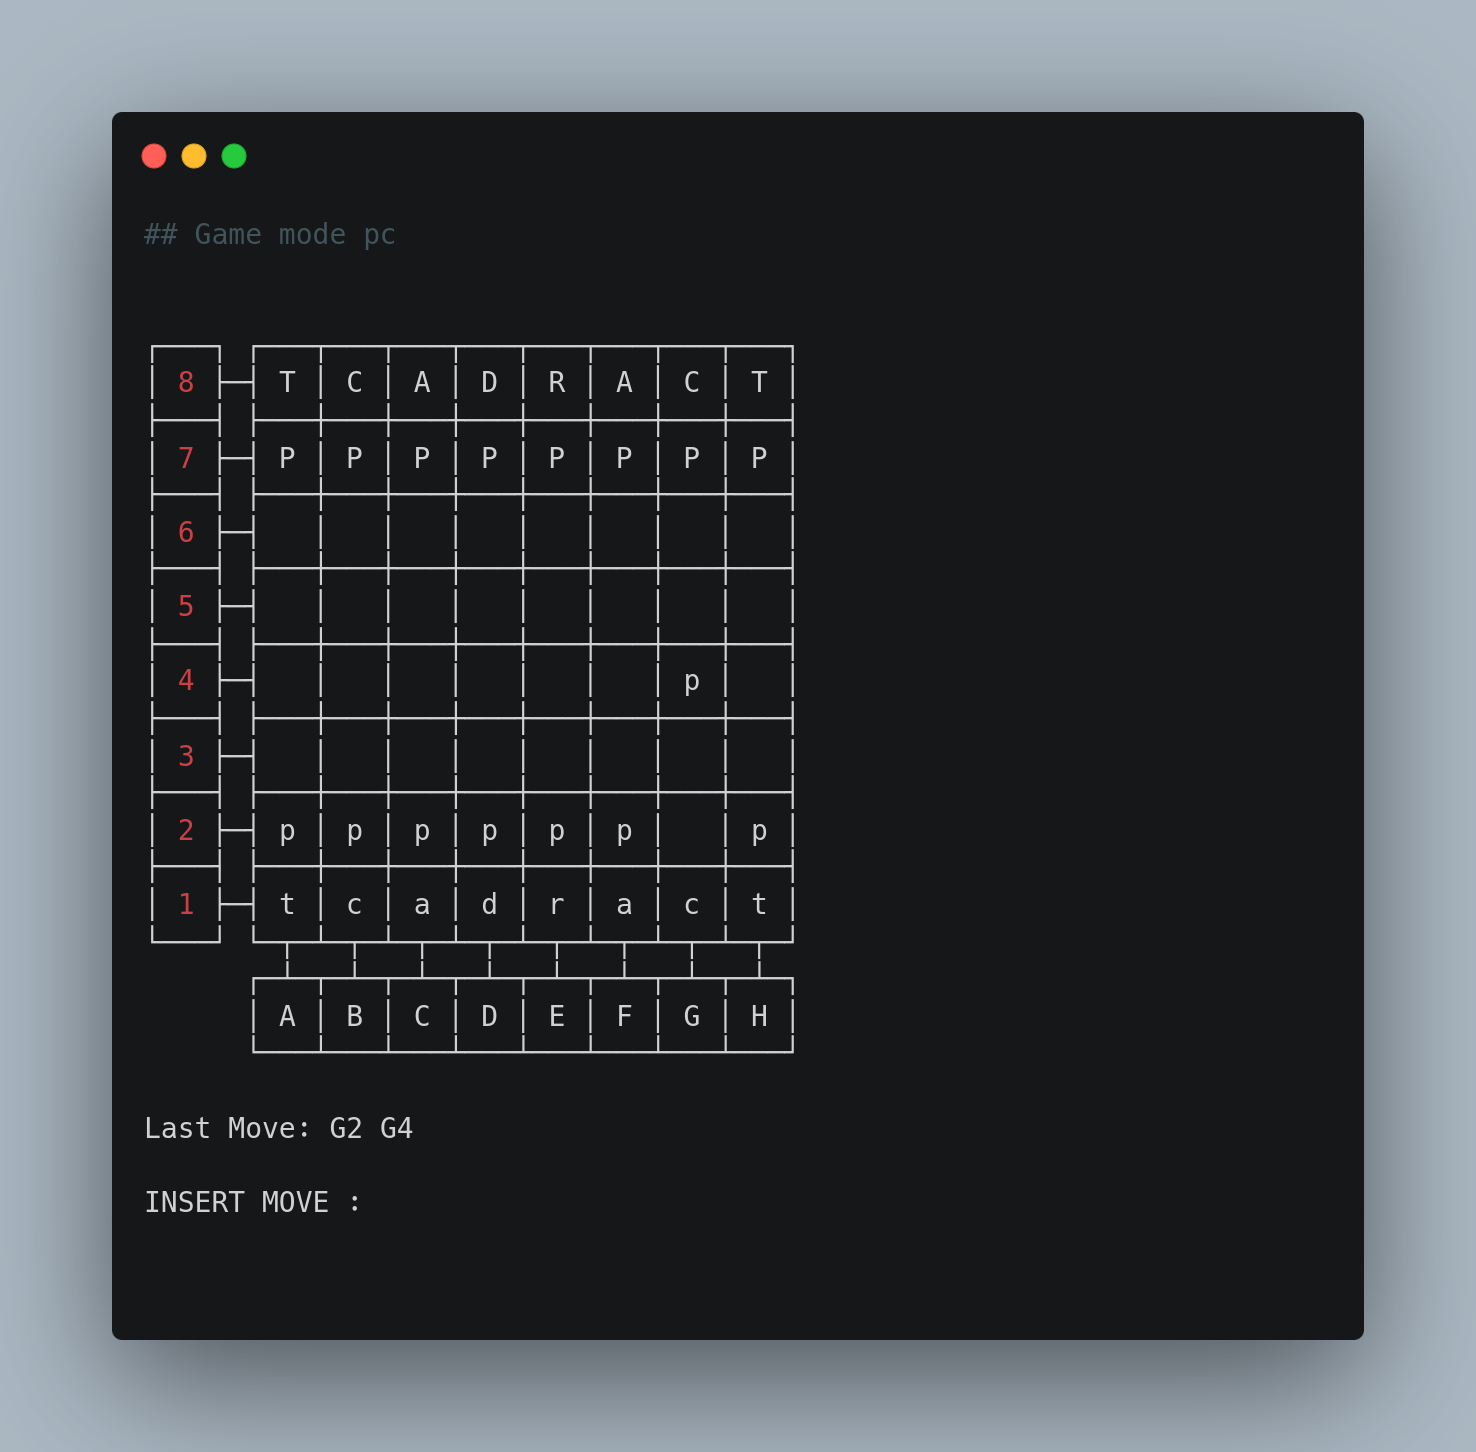 ## Game mode pc
8 T C A D R A C T
7 P P P P P P P P
6
5
4 p
3
2 p p p p p p p
1 t c a d r a c t
A B C D E F G H
Last Move: G2 G4
INSERT MOVE :